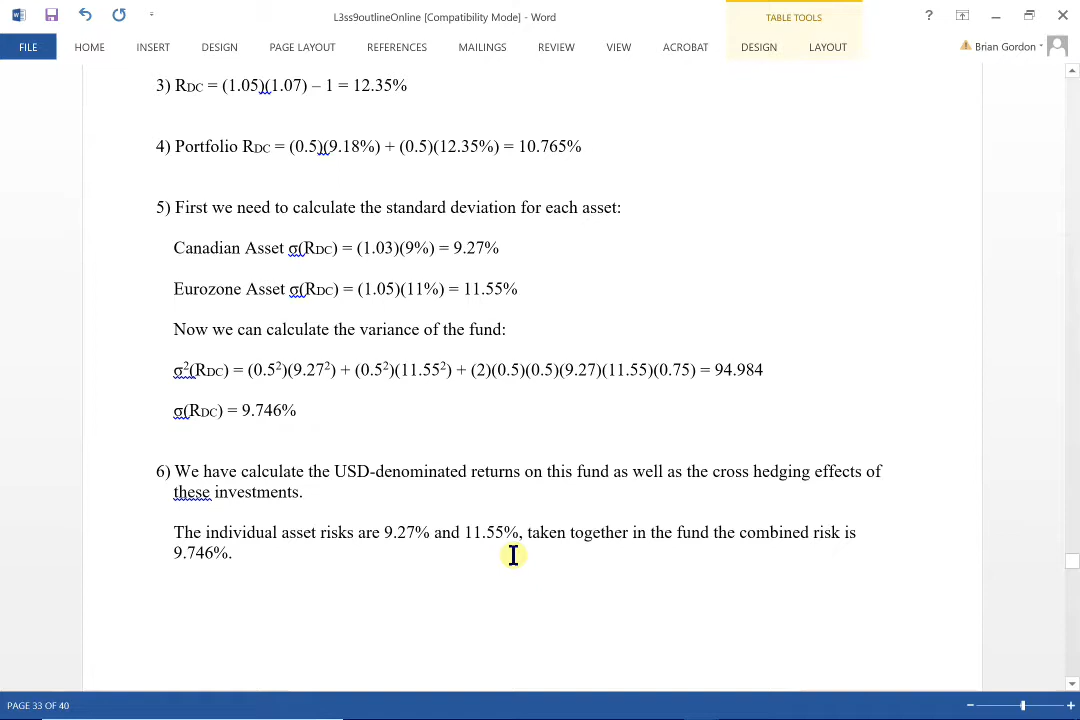 L3ss9outlineOnline [Compatibility Mode] - Word
TABLE TOOLS
?
FILE HOME INSERT DESIGN PAGE LAYOUT REFERENCES MAILINGS REVIEW VIEW ACROBAT DESIGN LAYOUT Brian Gordon
3) RDC = (1.05)(1.07) – 1 = 12.35%
4) Portfolio RDC = (0.5)(9.18%) + (0.5)(12.35%) = 10.765%
5) First we need to calculate the standard deviation for each asset:
Canadian Asset σ(RDC) = (1.03)(9%) = 9.27%
Eurozone Asset σ(RDC) = (1.05)(11%) = 11.55%
Now we can calculate the variance of the fund:
σ²(RDC) = (0.5²)(9.27²) + (0.5²)(11.55²) + (2)(0.5)(0.5)(9.27)(11.55)(0.75) = 94.984
σ(RDC) = 9.746%
6) We have calculate the USD-denominated returns on this fund as well as the cross hedging effects of
these investments.
The individual asset risks are 9.27% and 11.55%, taken together in the fund the combined risk is
9.746%.
PAGE 33 OF 40